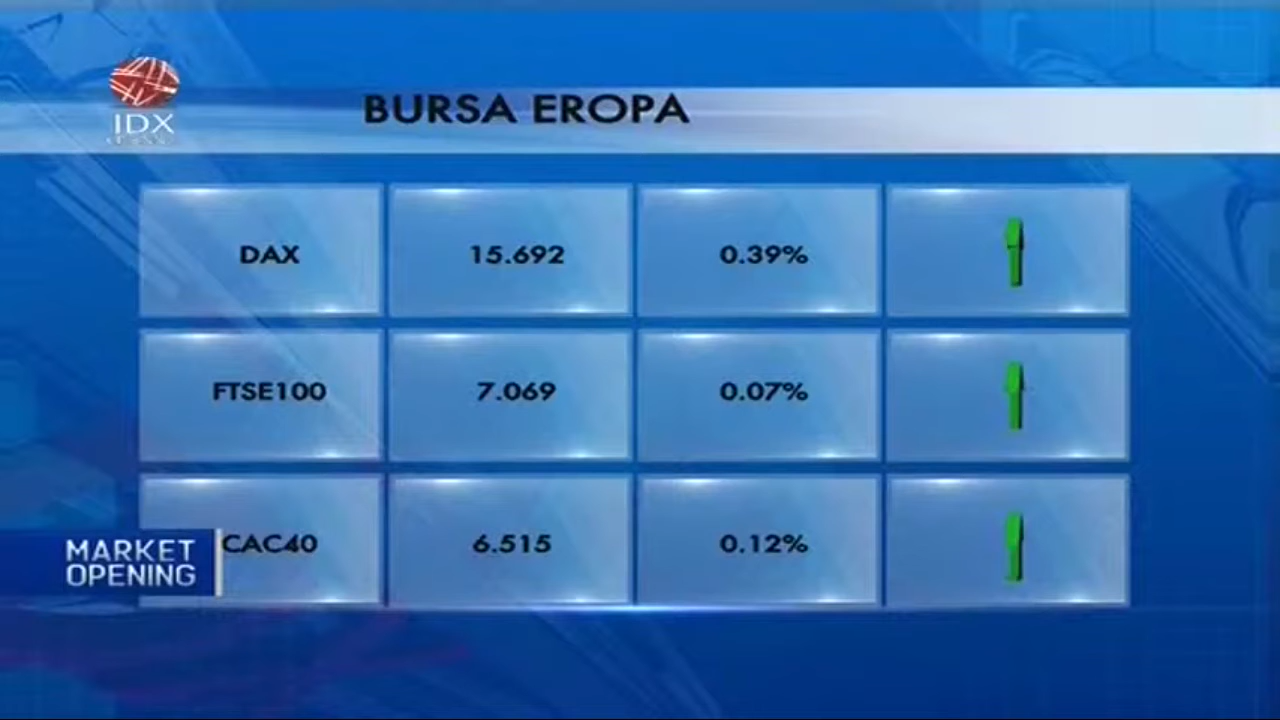 IDX
BURSA EROPA
DAX 15.692 0.39%
FTSE100 7.069 0.07%
CAC40 6.515 0.12%
MARKET
OPENING